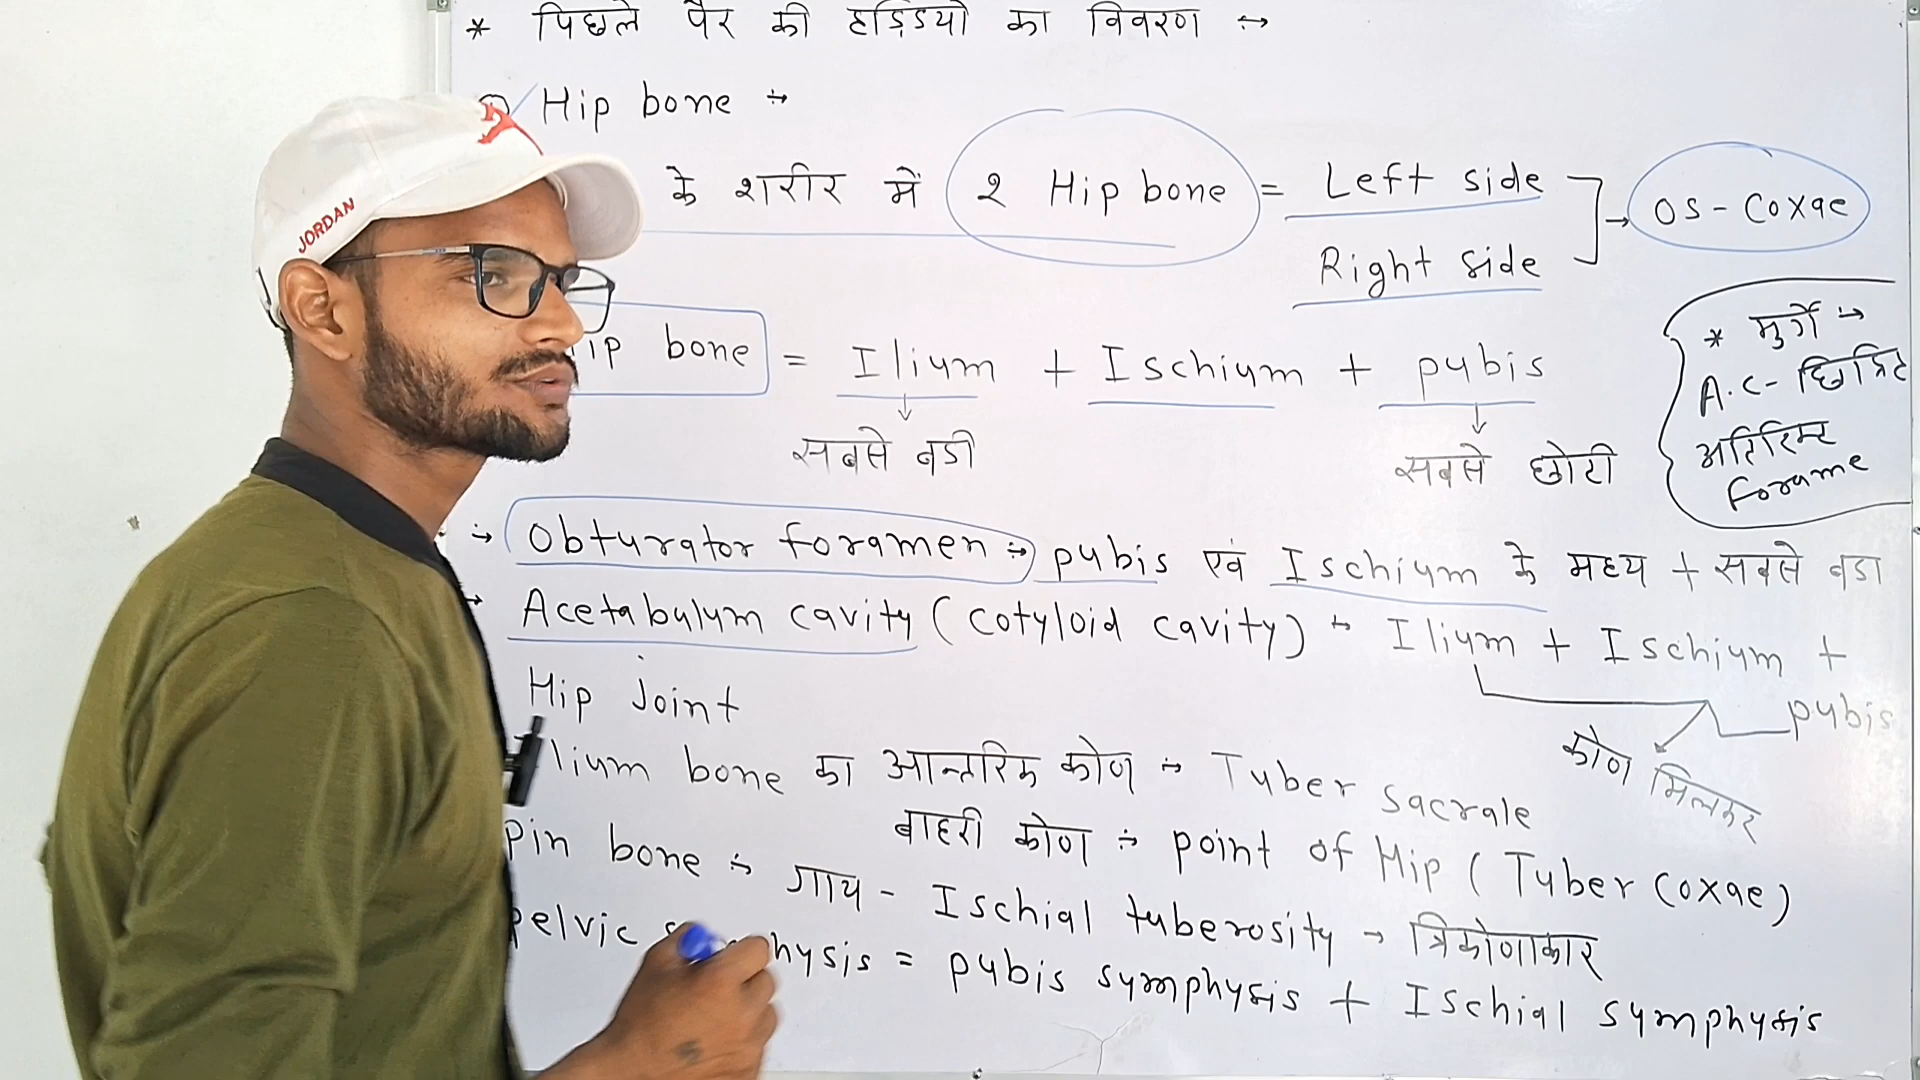 * पिछले पैर की हड्डियों का विवरण →
Hip bone →
के शरीर में 2 Hip bone = Left side
Right side
→ os-coxae
JORDAN
ip bone = Ilium + Ischium + pubis
सबसे बडी
सबसे छोटी
* मुर्गे →
A.C- छिद्रित
अतिरिक्त
forame
→ Obturator foramen → pubis एवं Ischium के मध्य + सबसे बडा
→ Acetabulum cavity (cotyloid cavity) → Ilium + Ischium +
pubis
Hip joint
कोण मिलकर
lium bone का आन्तरिक कोण → Tuber sacrale
बाहरी कोण → point of Hip (Tuber coxae)
pin bone → गाय - Ischial tuberosity → त्रिकोणाकार
pelvic s hysis = pubis symphysis + Ischial symphysis